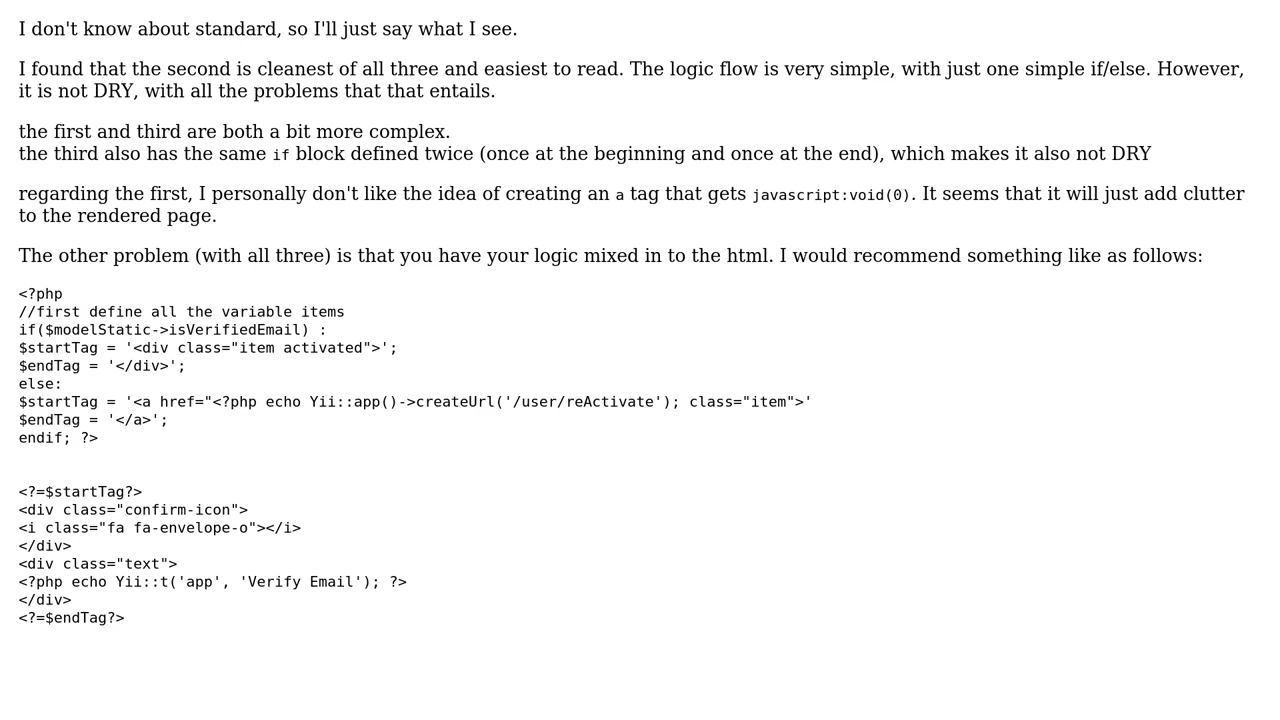 I don't know about standard, so I'll just say what I see.
I found that the second is cleanest of all three and easiest to read. The logic flow is very simple, with just one simple if/else. However,
it is not DRY, with all the problems that that entails.
the first and third are both a bit more complex.
the third also has the same if block defined twice (once at the beginning and once at the end), which makes it also not DRY
regarding the first, I personally don't like the idea of creating an a tag that gets javascript:void(0). It seems that it will just add clutter
to the rendered page.
The other problem (with all three) is that you have your logic mixed in to the html. I would recommend something like as follows:
<?php
//first define all the variable items
if($modelStatic->isVerifiedEmail) :
$startTag = '<div class="item activated">';
$endTag = '</div>';
else:
$startTag = '<a href="<?php echo Yii::app()->createUrl('/user/reActivate'); class="item">'
$endTag = '</a>';
endif; ?>
<?=$startTag?>
<div class="confirm-icon">
<i class="fa fa-envelope-o"></i>
</div>
<div class="text">
<?php echo Yii::t('app', 'Verify Email'); ?>
</div>
<?=$endTag?>